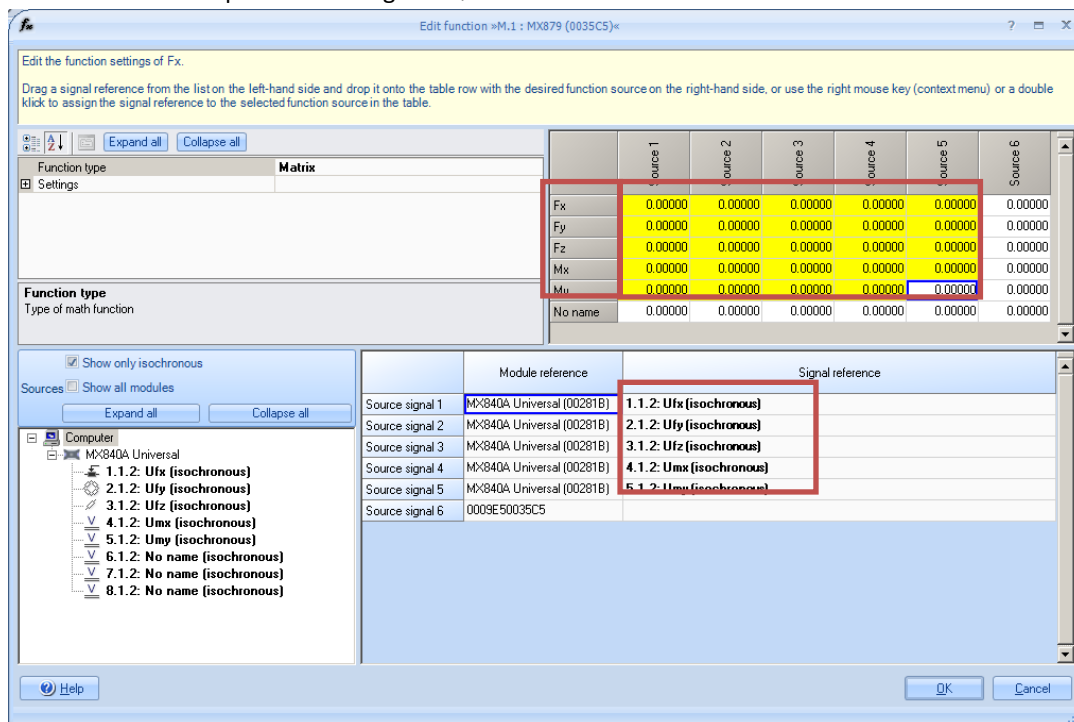 fx Edit function »M.1 : MX879 (0035C5)« ? X
Edit the function settings of Fx.
Drag a signal reference from the list on the left-hand side and drop it onto the table row with the desired function source on the right-hand side, or use the right mouse key (context menu) or a double
klick to assign the signal reference to the selected function source in the table.
Expand all Collapse all
Function type Matrix
Settings
Source 6
Fx 0.00000 0.00000 0.00000 0.00000 0.00000 0.00000
Fy 0.00000 0.00000 0.00000 0.00000 0.00000 0.00000
Fz 0.00000 0.00000 0.00000 0.00000 0.00000 0.00000
Mx 0.00000 0.00000 0.00000 0.00000 0.00000 0.00000
0.00000 0.00000 0.00000 0.00000 0.00000 0.00000
No name 0.00000 0.00000 0.00000 0.00000 0.00000 0.00000
Function type
Type of math function
Show only isochronous
Sources Show all modules
Expand all Collapse all
Computer
MX840A Universal
1.1.2: Ufx (isochronous)
2.1.2: Ufy (isochronous)
3.1.2: Ufz (isochronous)
4.1.2: Umx (isochronous)
5.1.2: Umy (isochronous)
6.1.2: No name (isochronous)
7.1.2: No name (isochronous)
8.1.2: No name (isochronous)
Module reference Signal reference
Source signal 1 MX840A Universal (00281B) 1.1.2: Ufx (isochronous)
Source signal 2 MX840A Universal (00281B) 2.1.2: Ufy (isochronous)
Source signal 3 MX840A Universal (00281B) 3.1.2: Ufz (isochronous)
Source signal 4 MX840A Universal (00281B) 4.1.2: Umx (isochronous)
Source signal 5 MX840A Universal (00281B) 5.1.2: Umy (isochronous)
Source signal 6 0009E50035C5
Help OK Cancel